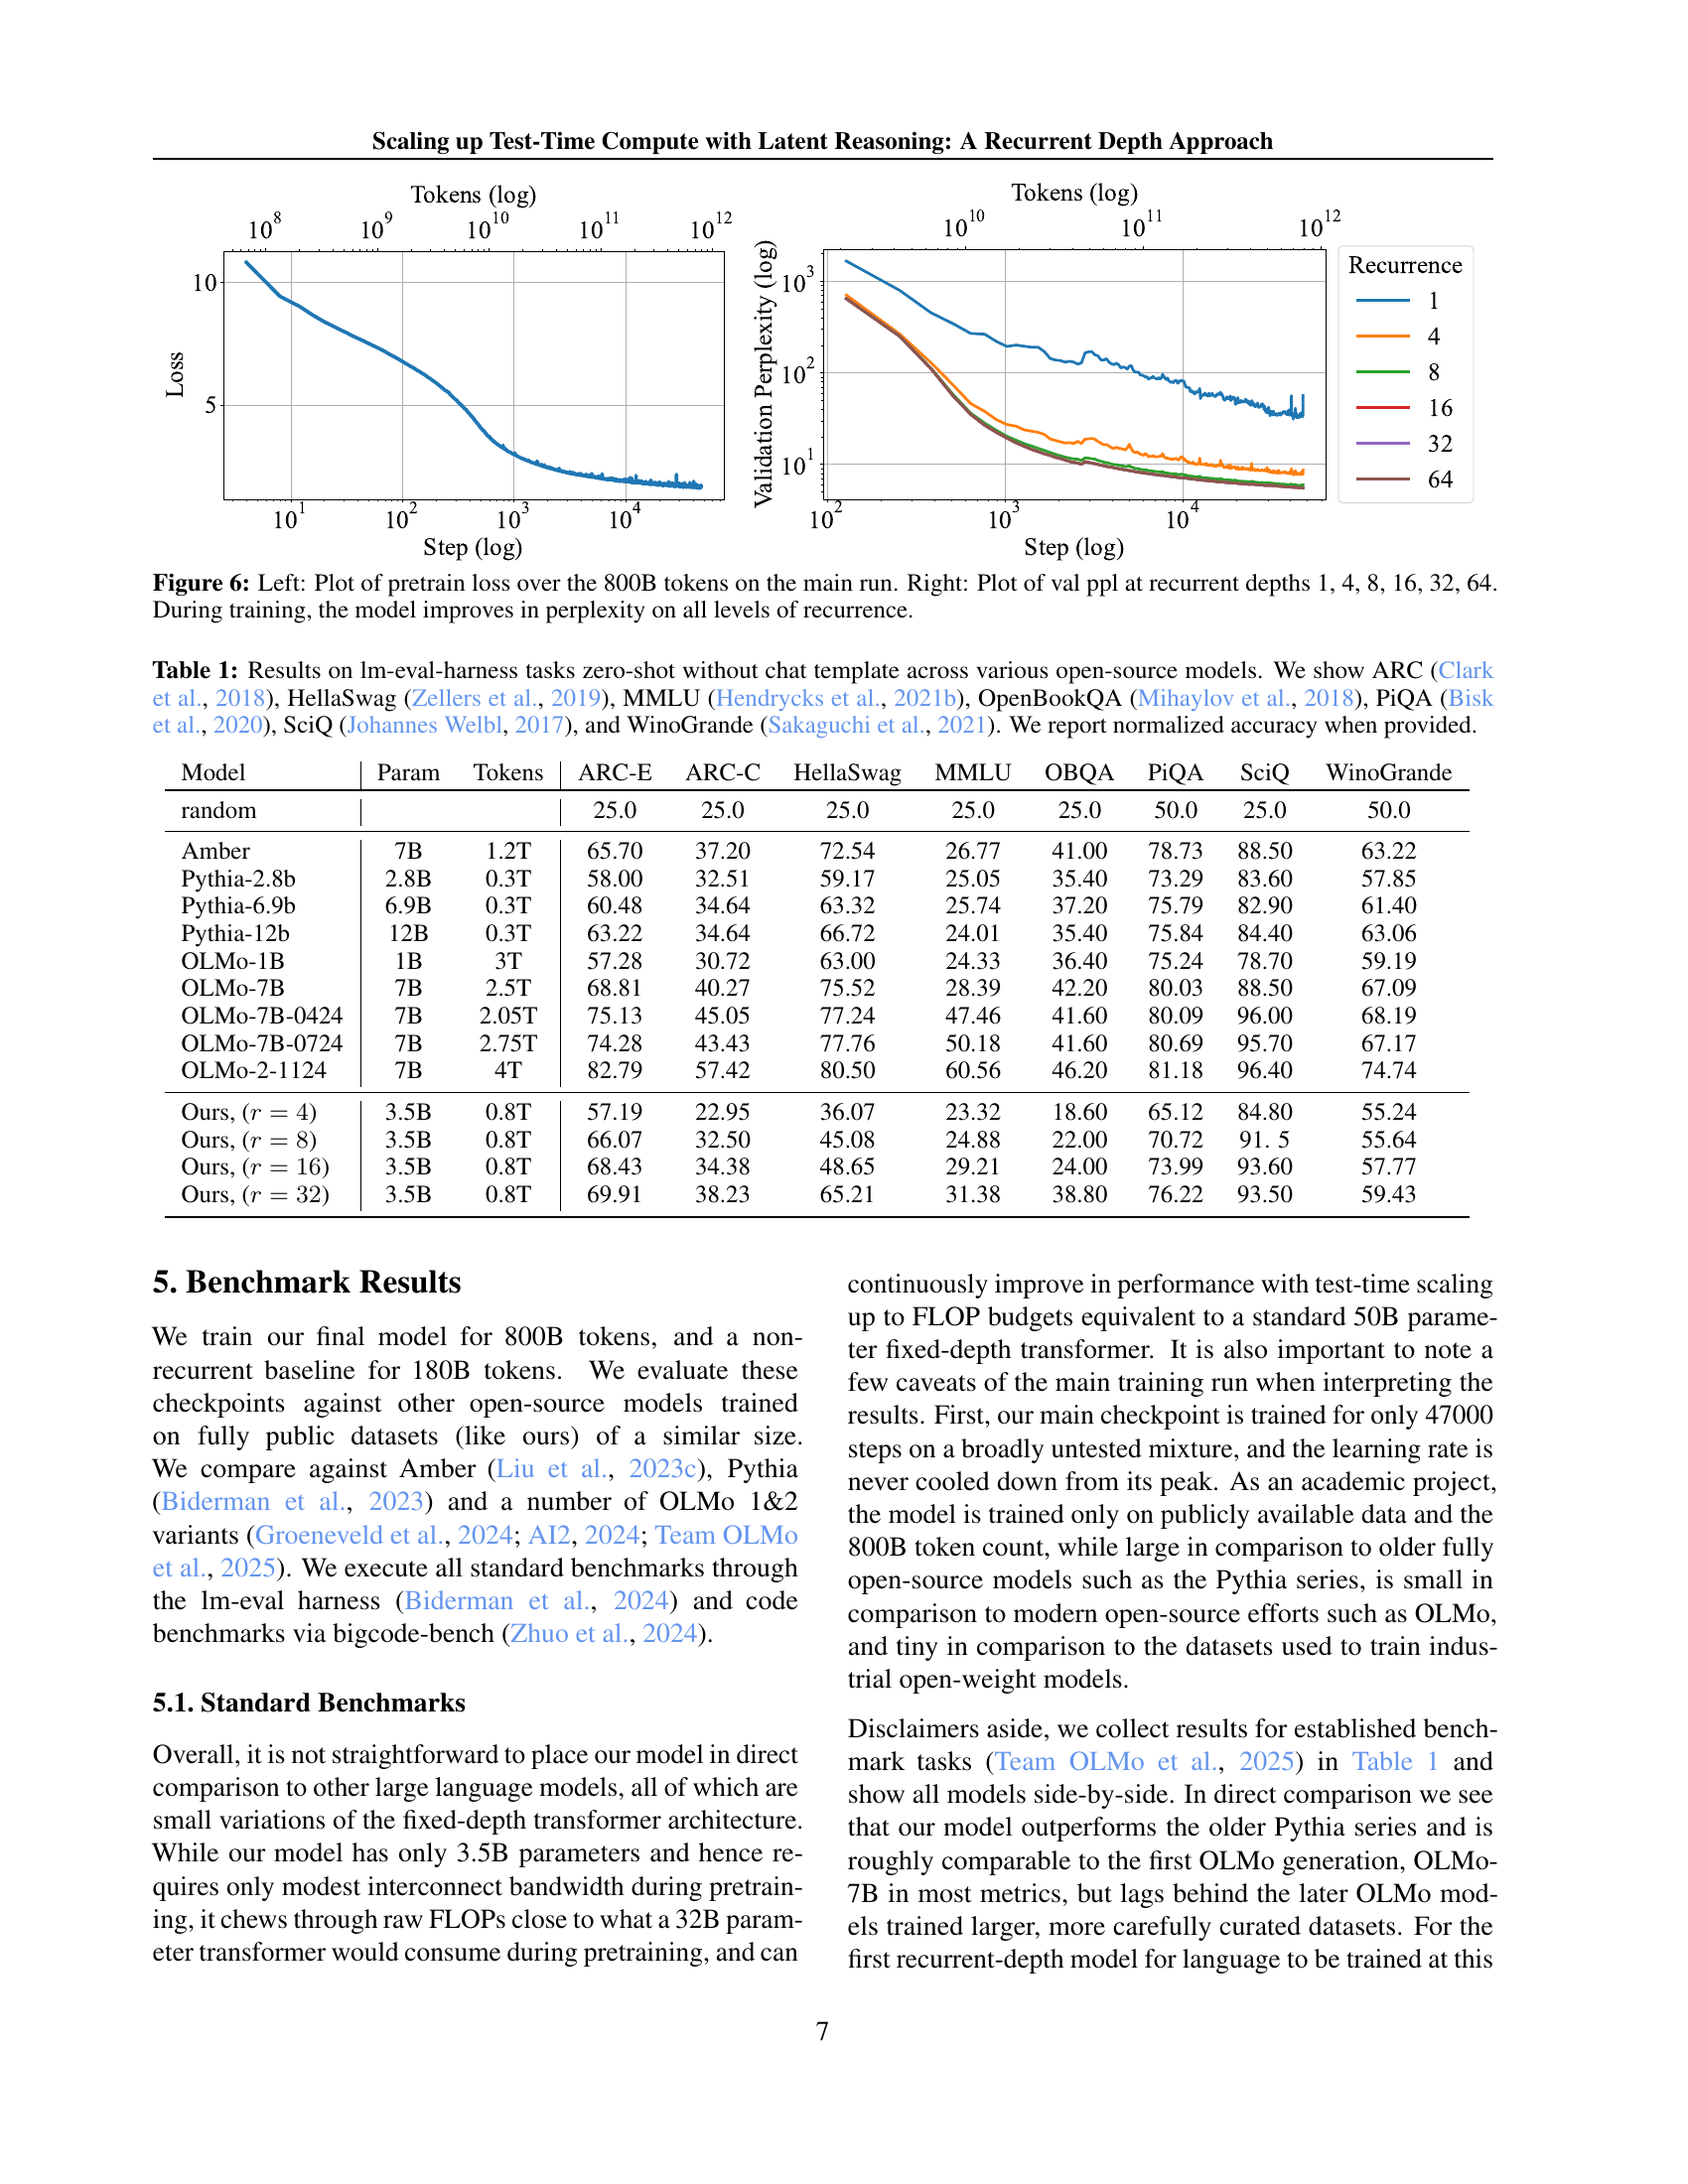 Scaling up Test-Time Compute with Latent Reasoning: A Recurrent Depth Approach
Tokens (log)
10^8 10^9 10^10 10^11 10^12
Loss
10
5
10^1 10^2 10^3 10^4
Step (log)
Tokens (log)
10^10 10^11 10^12
Validation Perplexity (log)
10^3
10^2
10^1
10^2 10^3 10^4
Step (log)
Recurrence
1
4
8
16
32
64
Figure 6: Left: Plot of pretrain loss over the 800B tokens on the main run. Right: Plot of val ppl at recurrent depths 1, 4, 8, 16, 32, 64.
During training, the model improves in perplexity on all levels of recurrence.
Table 1: Results on lm-eval-harness tasks zero-shot without chat template across various open-source models. We show ARC (Clark
et al., 2018), HellaSwag (Zellers et al., 2019), MMLU (Hendrycks et al., 2021b), OpenBookQA (Mihaylov et al., 2018), PiQA (Bisk
et al., 2020), SciQ (Johannes Welbl, 2017), and WinoGrande (Sakaguchi et al., 2021). We report normalized accuracy when provided.
Model Param Tokens ARC-E ARC-C HellaSwag MMLU OBQA PiQA SciQ WinoGrande
random 25.0 25.0 25.0 25.0 25.0 50.0 25.0 50.0
Amber 7B 1.2T 65.70 37.20 72.54 26.77 41.00 78.73 88.50 63.22
Pythia-2.8b 2.8B 0.3T 58.00 32.51 59.17 25.05 35.40 73.29 83.60 57.85
Pythia-6.9b 6.9B 0.3T 60.48 34.64 63.32 25.74 37.20 75.79 82.90 61.40
Pythia-12b 12B 0.3T 63.22 34.64 66.72 24.01 35.40 75.84 84.40 63.06
OLMo-1B 1B 3T 57.28 30.72 63.00 24.33 36.40 75.24 78.70 59.19
OLMo-7B 7B 2.5T 68.81 40.27 75.52 28.39 42.20 80.03 88.50 67.09
OLMo-7B-0424 7B 2.05T 75.13 45.05 77.24 47.46 41.60 80.09 96.00 68.19
OLMo-7B-0724 7B 2.75T 74.28 43.43 77.76 50.18 41.60 80.69 95.70 67.17
OLMo-2-1124 7B 4T 82.79 57.42 80.50 60.56 46.20 81.18 96.40 74.74
Ours, (r = 4) 3.5B 0.8T 57.19 22.95 36.07 23.32 18.60 65.12 84.80 55.24
Ours, (r = 8) 3.5B 0.8T 66.07 32.50 45.08 24.88 22.00 70.72 91. 5 55.64
Ours, (r = 16) 3.5B 0.8T 68.43 34.38 48.65 29.21 24.00 73.99 93.60 57.77
Ours, (r = 32) 3.5B 0.8T 69.91 38.23 65.21 31.38 38.80 76.22 93.50 59.43
5. Benchmark Results
We train our final model for 800B tokens, and a non-
recurrent baseline for 180B tokens. We evaluate these
checkpoints against other open-source models trained
on fully public datasets (like ours) of a similar size.
We compare against Amber (Liu et al., 2023c), Pythia
(Biderman et al., 2023) and a number of OLMo 1&2
variants (Groeneveld et al., 2024; AI2, 2024; Team OLMo
et al., 2025). We execute all standard benchmarks through
the lm-eval harness (Biderman et al., 2024) and code
benchmarks via bigcode-bench (Zhuo et al., 2024).
5.1. Standard Benchmarks
Overall, it is not straightforward to place our model in direct
comparison to other large language models, all of which are
small variations of the fixed-depth transformer architecture.
While our model has only 3.5B parameters and hence re-
quires only modest interconnect bandwidth during pretrain-
ing, it chews through raw FLOPs close to what a 32B param-
eter transformer would consume during pretraining, and can
continuously improve in performance with test-time scaling
up to FLOP budgets equivalent to a standard 50B parame-
ter fixed-depth transformer. It is also important to note a
few caveats of the main training run when interpreting the
results. First, our main checkpoint is trained for only 47000
steps on a broadly untested mixture, and the learning rate is
never cooled down from its peak. As an academic project,
the model is trained only on publicly available data and the
800B token count, while large in comparison to older fully
open-source models such as the Pythia series, is small in
comparison to modern open-source efforts such as OLMo,
and tiny in comparison to the datasets used to train indus-
trial open-weight models.
Disclaimers aside, we collect results for established bench-
mark tasks (Team OLMo et al., 2025) in Table 1 and
show all models side-by-side. In direct comparison we see
that our model outperforms the older Pythia series and is
roughly comparable to the first OLMo generation, OLMo-
7B in most metrics, but lags behind the later OLMo mod-
els trained larger, more carefully curated datasets. For the
first recurrent-depth model for language to be trained at this
7